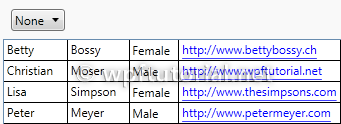 None
Betty Bossy Female http://www.bettybossy.ch
Christian Moser Male http://www.wpftutorial.net
Lisa Simpson Female http://www.thesimpsons.com
Peter Meyer Male http://www.petermeyer.com
© wpftutorial.net